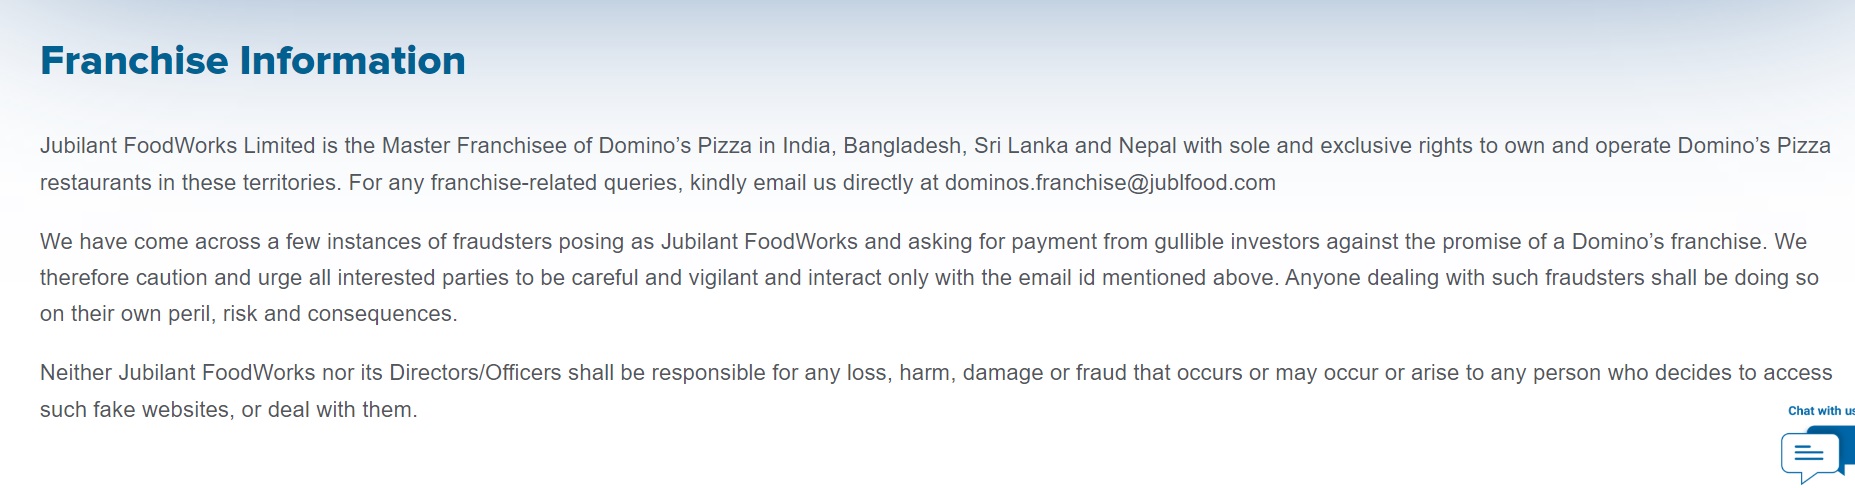 Franchise Information
Jubilant FoodWorks Limited is the Master Franchisee of Domino’s Pizza in India, Bangladesh, Sri Lanka and Nepal with sole and exclusive rights to own and operate Domino’s Pizza
restaurants in these territories. For any franchise-related queries, kindly email us directly at dominos.franchise@jublfood.com
We have come across a few instances of fraudsters posing as Jubilant FoodWorks and asking for payment from gullible investors against the promise of a Domino’s franchise. We
therefore caution and urge all interested parties to be careful and vigilant and interact only with the email id mentioned above. Anyone dealing with such fraudsters shall be doing so
on their own peril, risk and consequences.
Neither Jubilant FoodWorks nor its Directors/Officers shall be responsible for any loss, harm, damage or fraud that occurs or may occur or arise to any person who decides to access
such fake websites, or deal with them.
Chat with us